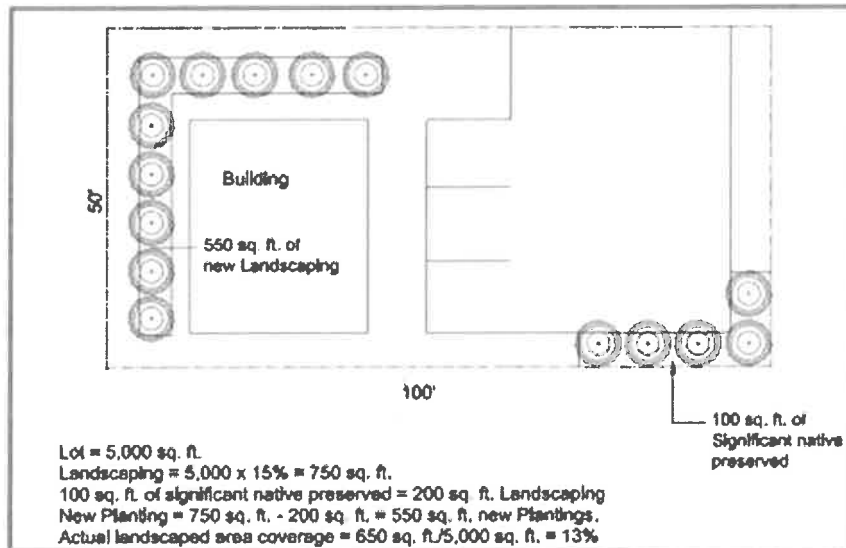 Building
50'
550 sq. ft. of
new Landscaping
100'
100 sq. ft. of
Significant native
preserved
Lot = 5,000 sq. ft.
Landscaping = 5,000 x 15% = 750 sq. ft.
100 sq. ft. of significant native preserved = 200 sq. ft. Landscaping
New Planting = 750 sq. ft. - 200 sq. ft. = 550 sq. ft. new Plantings.
Actual landscaped area coverage = 650 sq. ft./5,000 sq. ft. = 13%